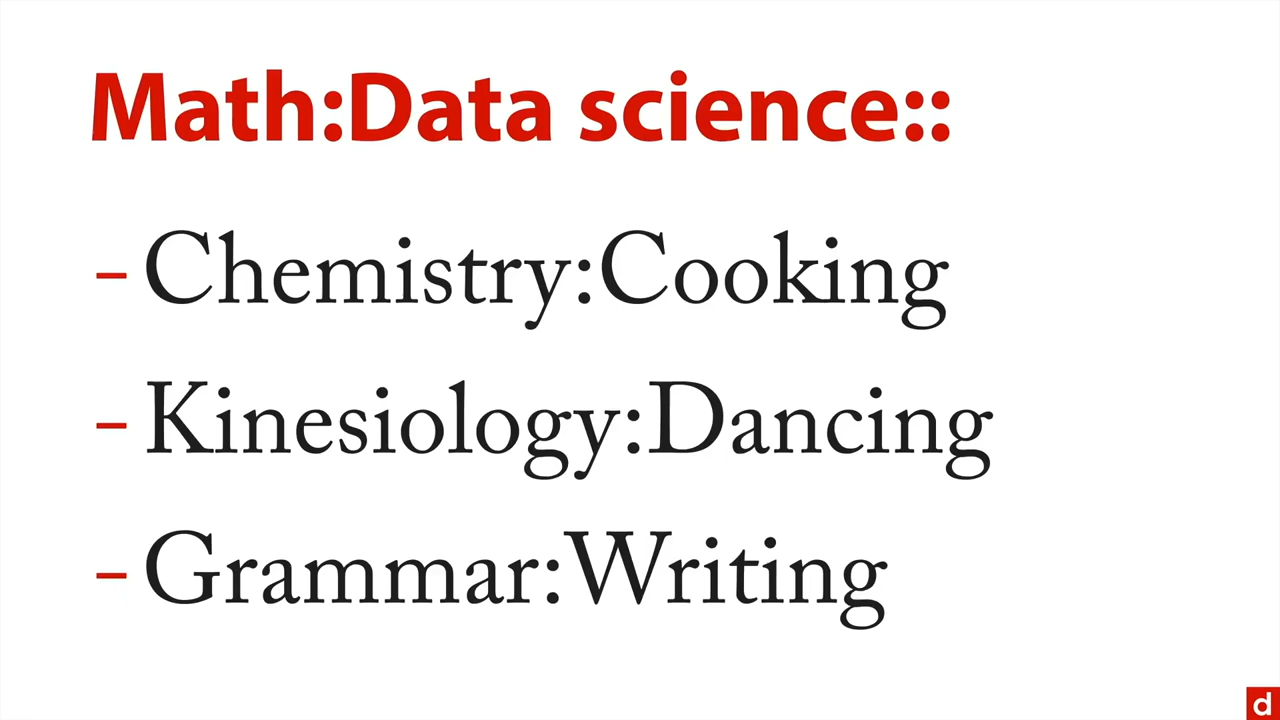 Math:Data science::
– Chemistry:Cooking
– Kinesiology:Dancing
– Grammar:Writing
d